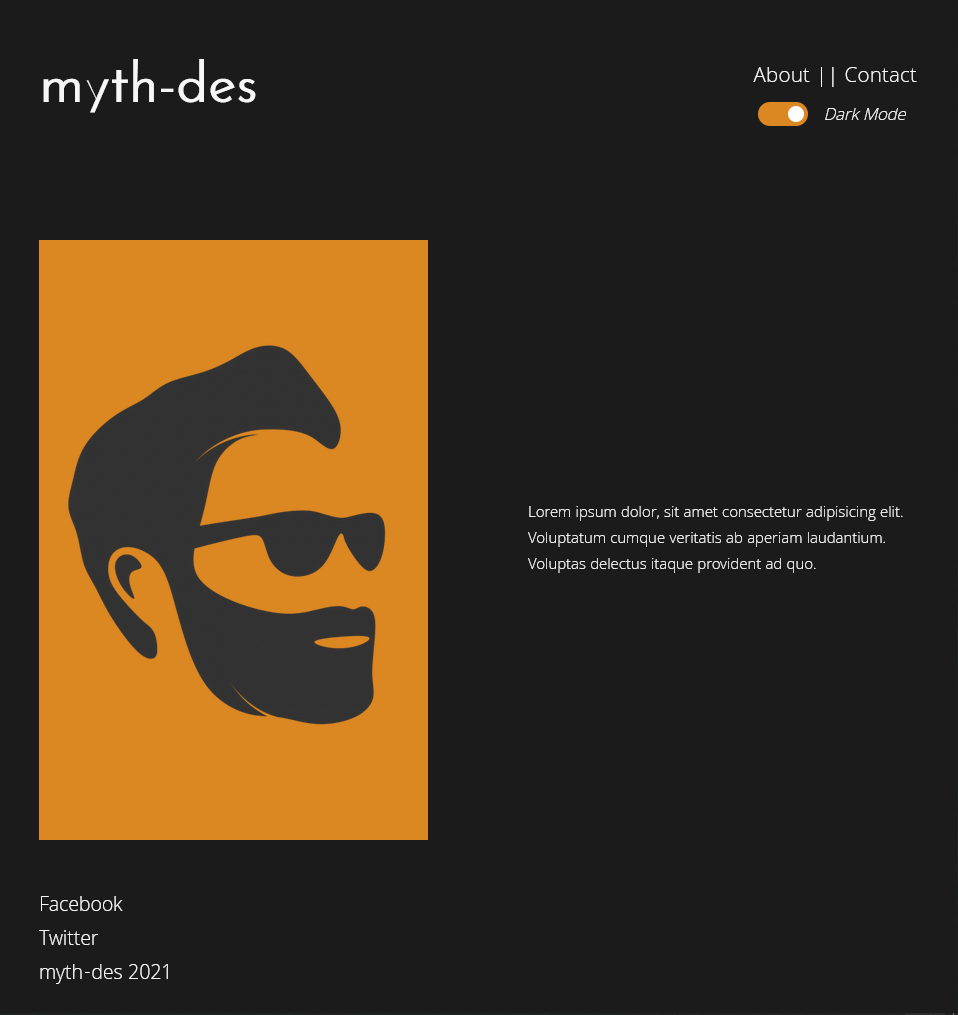 myth-des
About || Contact
Dark Mode
Lorem ipsum dolor, sit amet consectetur adipisicing elit.
Voluptatum cumque veritatis ab aperiam laudantium.
Voluptas delectus itaque provident ad quo.
Facebook
Twitter
myth-des 2021